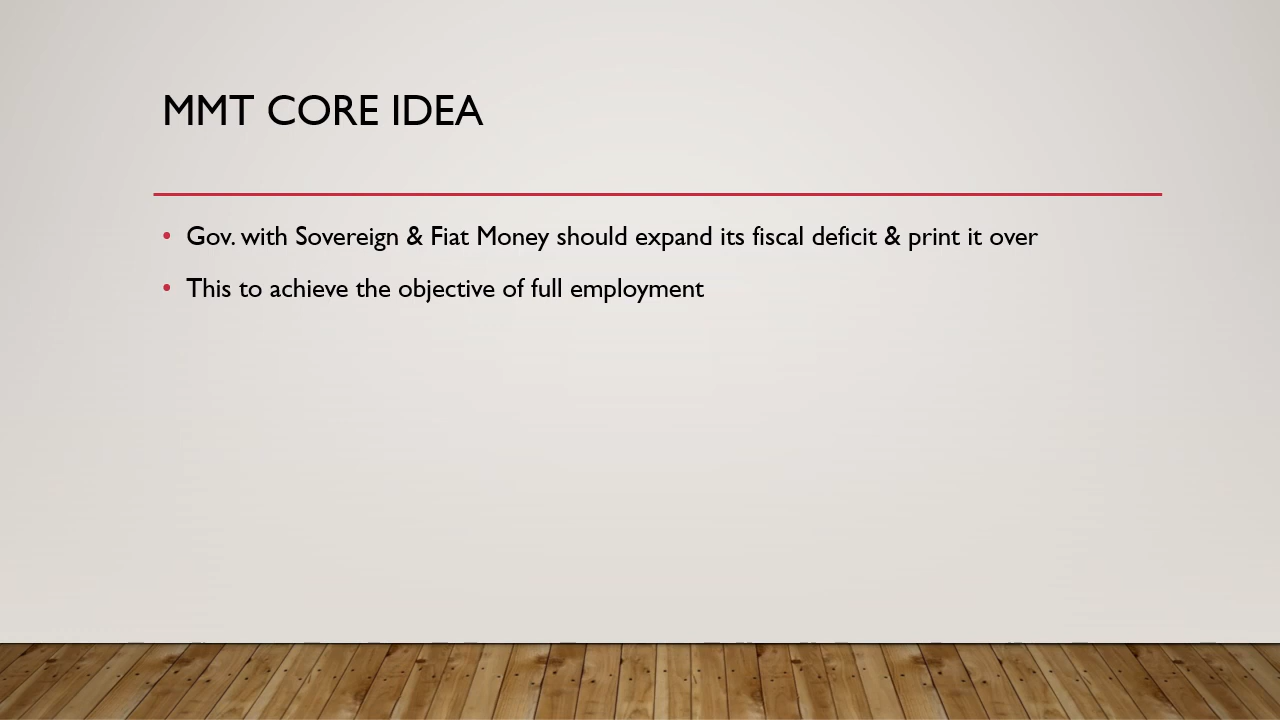 MMT CORE IDEA
• Gov. with Sovereign & Fiat Money should expand its fiscal deficit & print it over
• This to achieve the objective of full employment